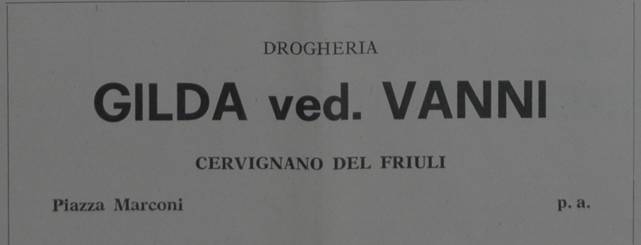 DROGHERIA
GILDA ved. VANNI
CERVIGNANO DEL FRIULI
Piazza Marconi p. a.